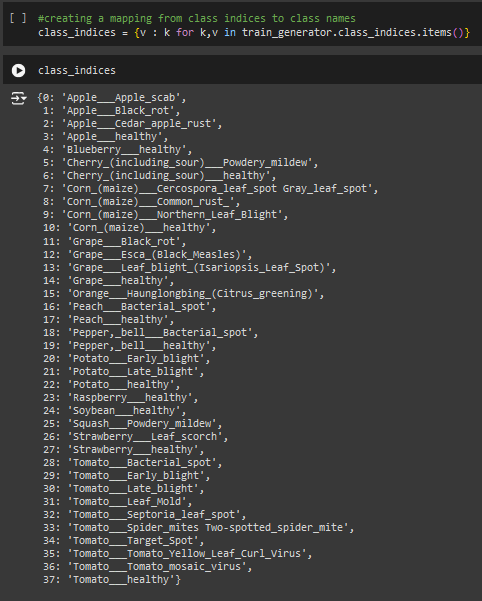 [ ] #creating a mapping from class indices to class names
class_indices = {v : k for k,v in train_generator.class_indices.items()}
class_indices
{0: 'Apple___Apple_scab',
1: 'Apple___Black_rot',
2: 'Apple___Cedar_apple_rust',
3: 'Apple___healthy',
4: 'Blueberry___healthy',
5: 'Cherry_(including_sour)___Powdery_mildew',
6: 'Cherry_(including_sour)___healthy',
7: 'Corn_(maize)___Cercospora_leaf_spot Gray_leaf_spot',
8: 'Corn_(maize)___Common_rust_',
9: 'Corn_(maize)___Northern_Leaf_Blight',
10: 'Corn_(maize)___healthy',
11: 'Grape___Black_rot',
12: 'Grape___Esca_(Black_Measles)',
13: 'Grape___Leaf_blight_(Isariopsis_Leaf_Spot)',
14: 'Grape___healthy',
15: 'Orange___Haunglongbing_(Citrus_greening)',
16: 'Peach___Bacterial_spot',
17: 'Peach___healthy',
18: 'Pepper,_bell___Bacterial_spot',
19: 'Pepper,_bell___healthy',
20: 'Potato___Early_blight',
21: 'Potato___Late_blight',
22: 'Potato___healthy',
23: 'Raspberry___healthy',
24: 'Soybean___healthy',
25: 'Squash___Powdery_mildew',
26: 'Strawberry___Leaf_scorch',
27: 'Strawberry___healthy',
28: 'Tomato___Bacterial_spot',
29: 'Tomato___Early_blight',
30: 'Tomato___Late_blight',
31: 'Tomato___Leaf_Mold',
32: 'Tomato___Septoria_leaf_spot',
33: 'Tomato___Spider_mites Two-spotted_spider_mite',
34: 'Tomato___Target_Spot',
35: 'Tomato___Tomato_Yellow_Leaf_Curl_Virus',
36: 'Tomato___Tomato_mosaic_virus',
37: 'Tomato___healthy'}